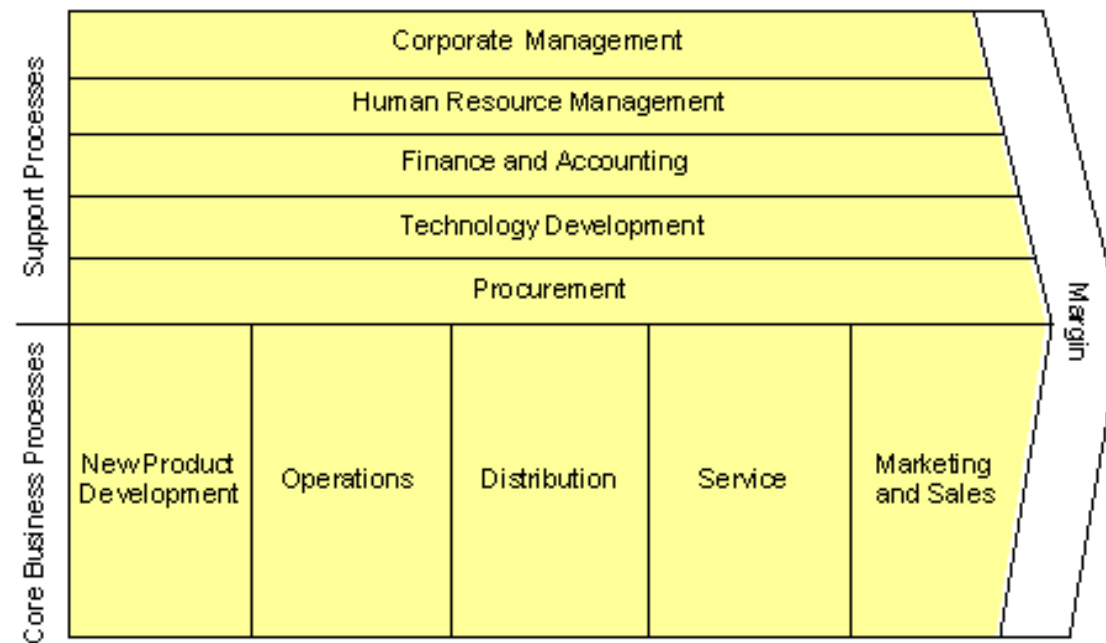 Support Processes
Corporate Management
Human Resource Management
Finance and Accounting
Technology Development
Procurement
Margin
Core Business Processes
New Product
Development
Operations
Distribution
Service
Marketing
and Sales